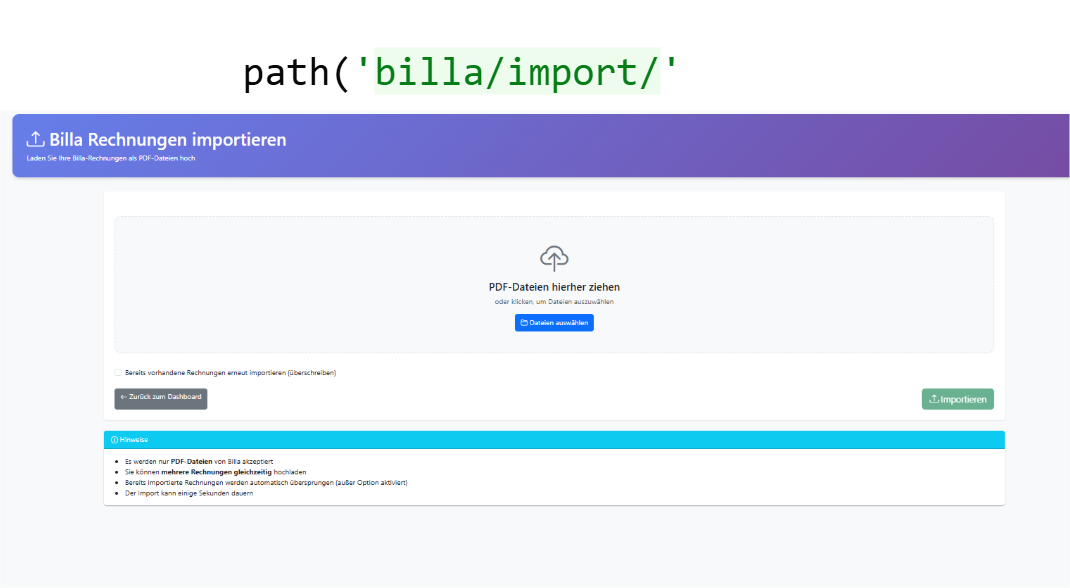 path('billa/import/'
Billa Rechnungen importieren
Laden Sie Ihre Billa-Rechnungen als PDF-Dateien hoch
PDF-Dateien hierher ziehen
oder klicken, um Dateien auszuwählen
Dateien auswählen
Bereits vorhandene Rechnungen erneut importieren (überschreiben)
← Zurück zum Dashboard
Importieren
Hinweise
• Es werden nur PDF-Dateien von Billa akzeptiert
• Sie können mehrere Rechnungen gleichzeitig hochladen
• Bereits importierte Rechnungen werden automatisch übersprungen (außer Option aktiviert)
• Der Import kann einige Sekunden dauern